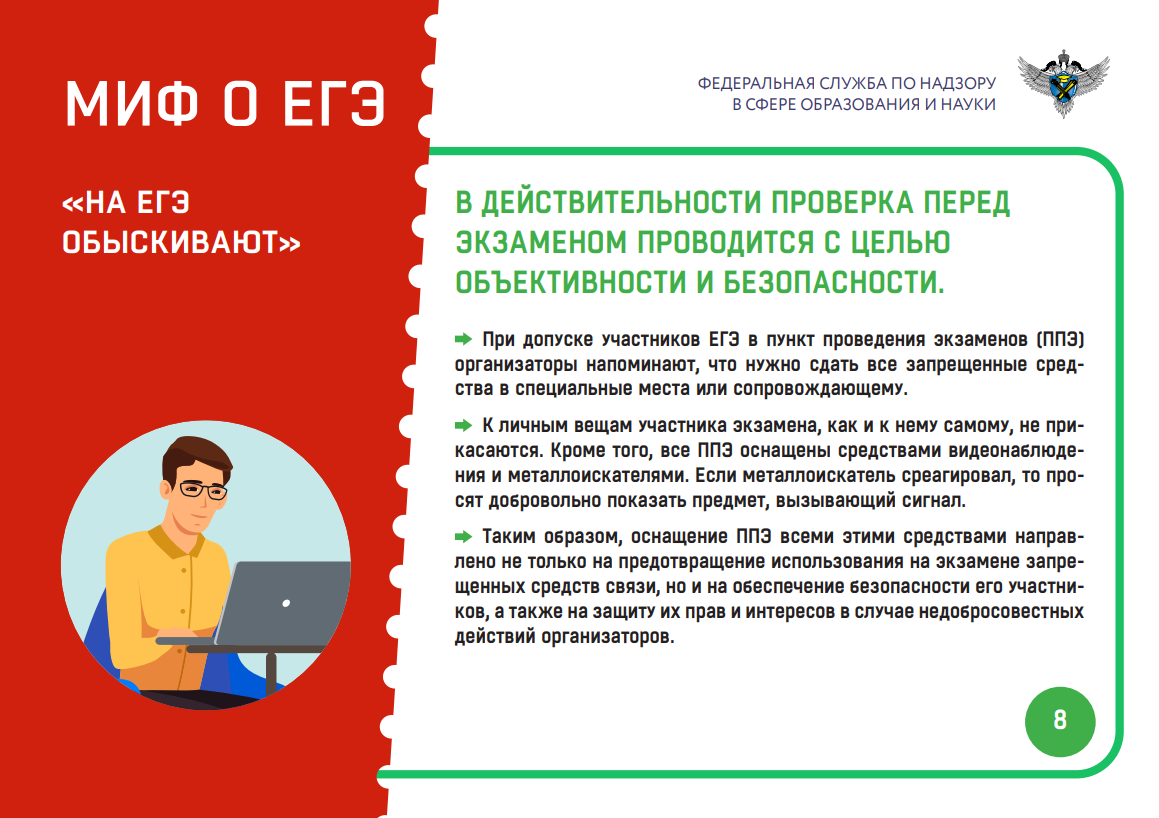 МИФ О ЕГЭ
«НА ЕГЭ
ОБЫСКИВАЮТ»
ФЕДЕРАЛЬНАЯ СЛУЖБА ПО НАДЗОРУ
В СФЕРЕ ОБРАЗОВАНИЯ И НАУКИ
В ДЕЙСТВИТЕЛЬНОСТИ ПРОВЕРКА ПЕРЕД
ЭКЗАМЕНОМ ПРОВОДИТСЯ С ЦЕЛЬЮ
ОБЪЕКТИВНОСТИ И БЕЗОПАСНОСТИ.
При допуске участников ЕГЭ в пункт проведения экзаменов (ППЭ)
организаторы напоминают, что нужно сдать все запрещенные сред-
ства в специальные места или сопровождающему.
К личным вещам участника экзамена, как и к нему самому, не при-
касаются. Кроме того, все ППЭ оснащены средствами видеонаблюде-
ния и металлоискателями. Если металлоискатель среагировал, то про-
сят добровольно показать предмет, вызывающий сигнал.
Таким образом, оснащение ППЭ всеми этими средствами направ-
лено не только на предотвращение использования на экзамене запре-
щенных средств связи, но и на обеспечение безопасности его участни-
ков, а также на защиту их прав и интересов в случае недобросовестных
действий организаторов.
8